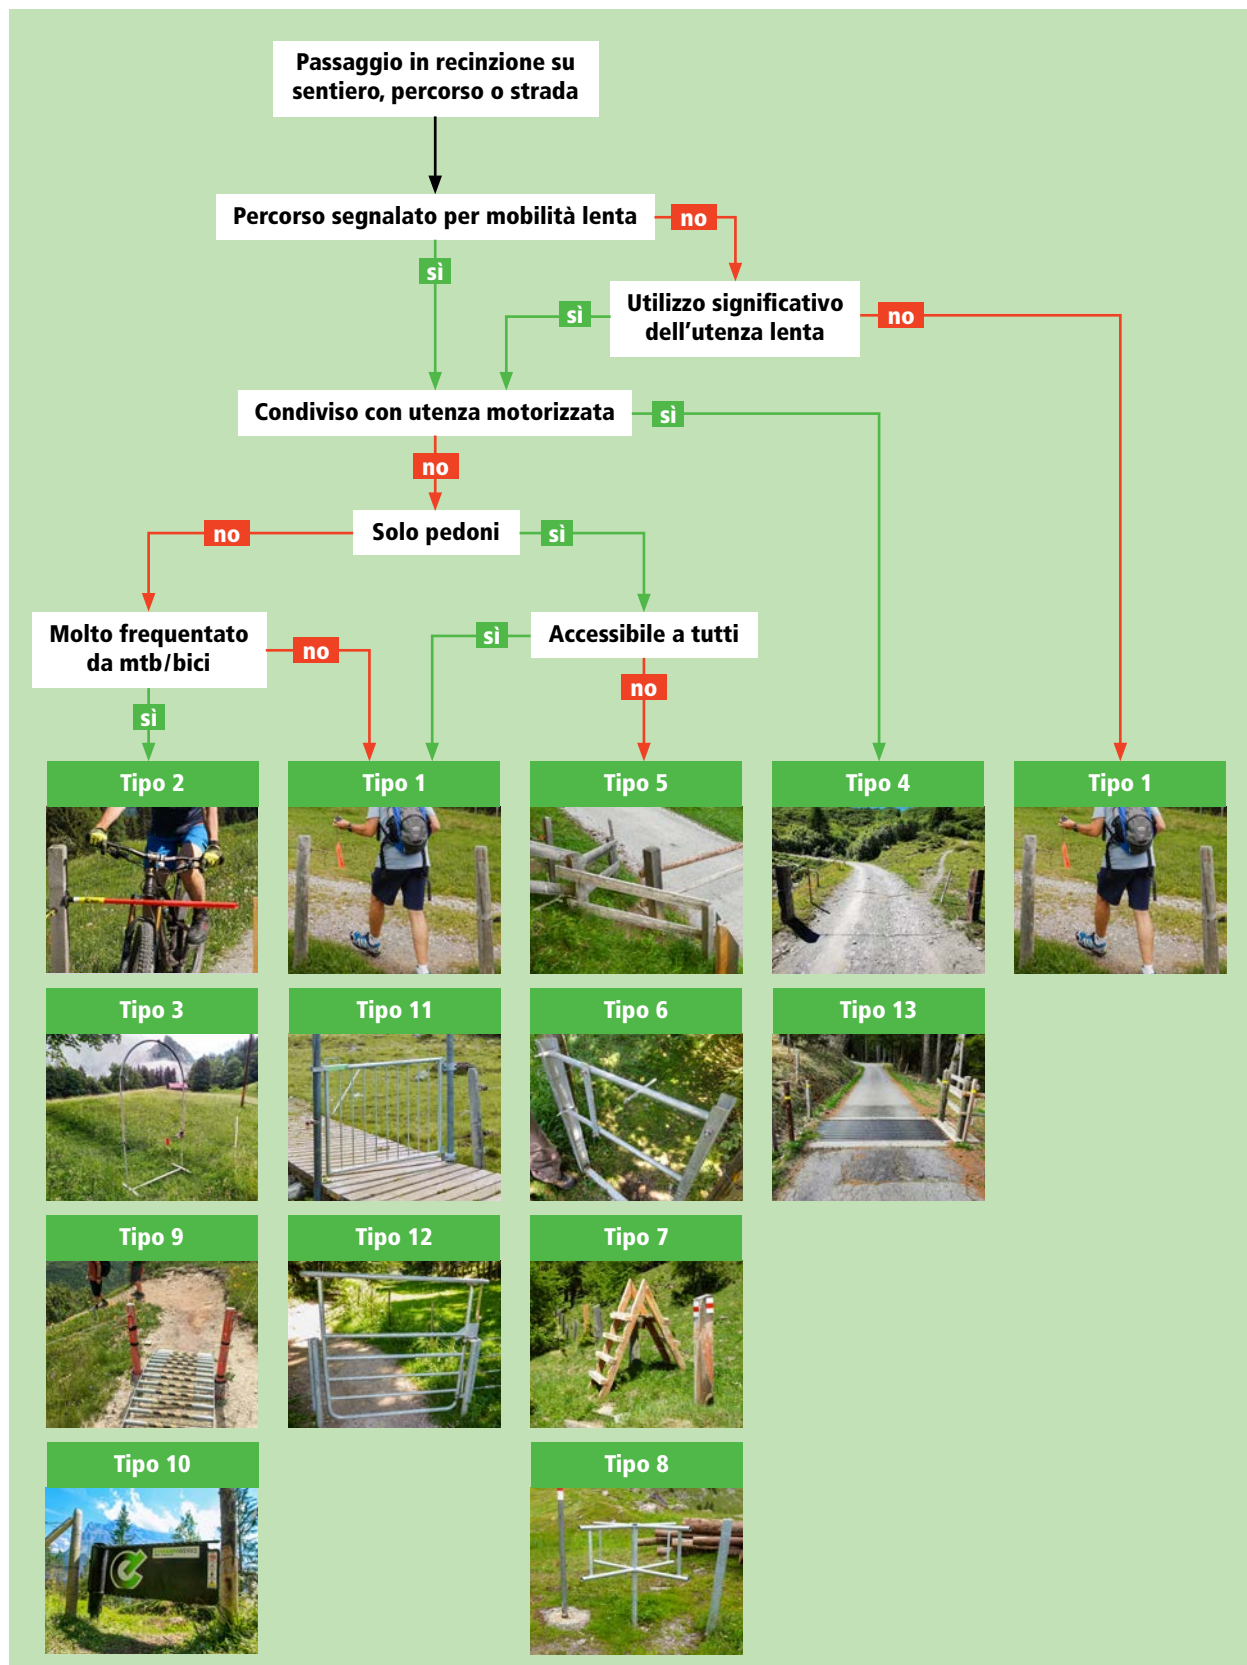 Passaggio in recinzione su
sentiero, percorso o strada
Percorso segnalato per mobilità lenta
no
sì
Utilizzo significativo
dell'utenza lenta
sì
no
Condiviso con utenza motorizzata
sì
no
Solo pedoni
no
sì
Molto frequentato
da mtb/bici
no
sì
Accessibile a tutti
sì
no
Tipo 2
Tipo 1
Tipo 5
Tipo 4
Tipo 1
Tipo 3
Tipo 11
Tipo 6
Tipo 13
Tipo 9
Tipo 12
Tipo 7
Tipo 10
Tipo 8